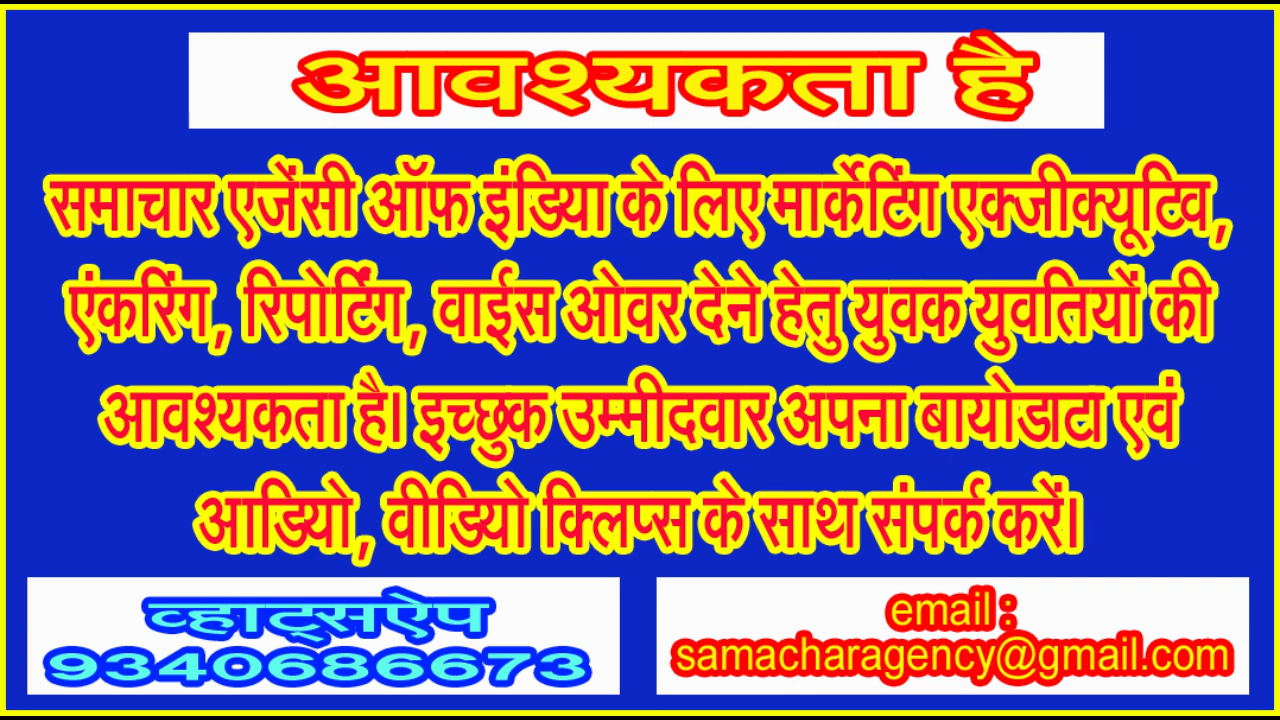 आवश्यकता है
समाचार एजेंसी ऑफ इंडिया के लिए मार्केटिंग एक्जीक्यूटिव,
एंकरिंग, रिपोर्टिंग, वाईस ओवर देने हेतु युवक युवतियों की
आवश्यकता है। इच्छुक उम्मीदवार अपना बायोडाटा एवं
आडियो, वीडियो क्लिप्स के साथ संपर्क करें।
व्हाट्सऐप
9340686673
email :
samacharagency@gmail.com